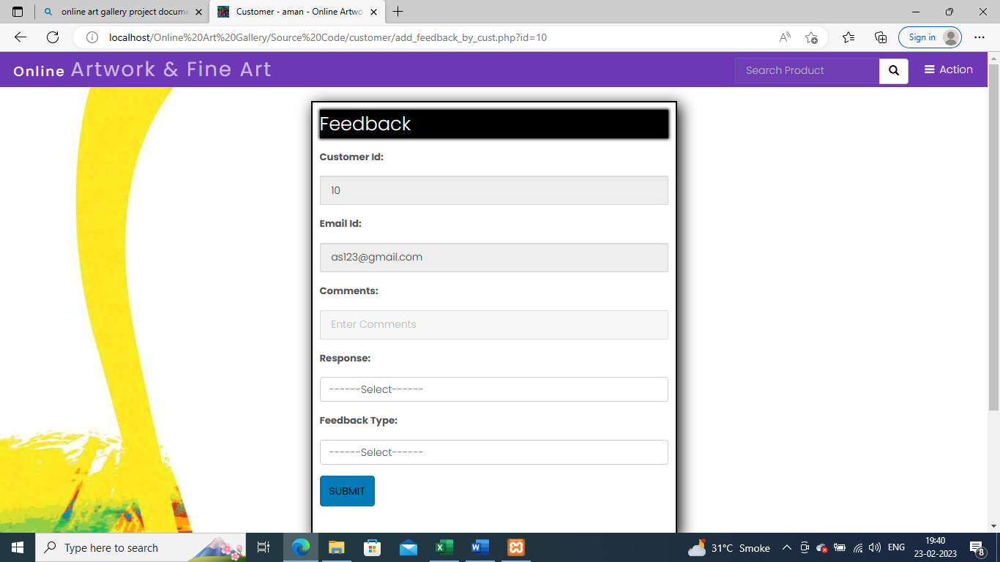 online art gallery project docume
Customer - aman - Online Artwo
localhost/Online%20Art%20Gallery/Source%20Code/customer/add_feedback_by_cust.php?id=10
Sign in
Online Artwork & Fine Art
Search Product
Action
Feedback
Customer Id:
10
Email Id:
as123@gmail.com
Comments:
Enter Comments
Response:
------Select------
Feedback Type:
------Select------
SUBMIT
Type here to search
31°C Smoke
ENG
19:40
23-02-2023
8